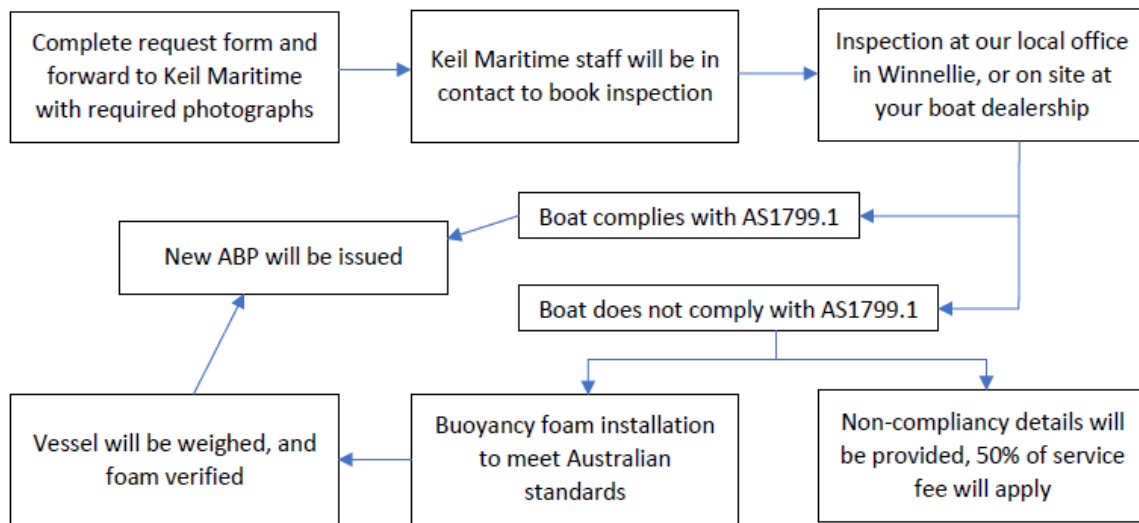 Complete request form and
forward to Keil Maritime
with required photographs
Keil Maritime staff will be in
contact to book inspection
Inspection at our local office
in Winnellie, or on site at
your boat dealership
Boat complies with AS1799.1
New ABP will be issued
Boat does not comply with AS1799.1
Vessel will be weighed, and
foam verified
Buoyancy foam installation
to meet Australian
standards
Non-compliancy details will
be provided, 50% of service
fee will apply